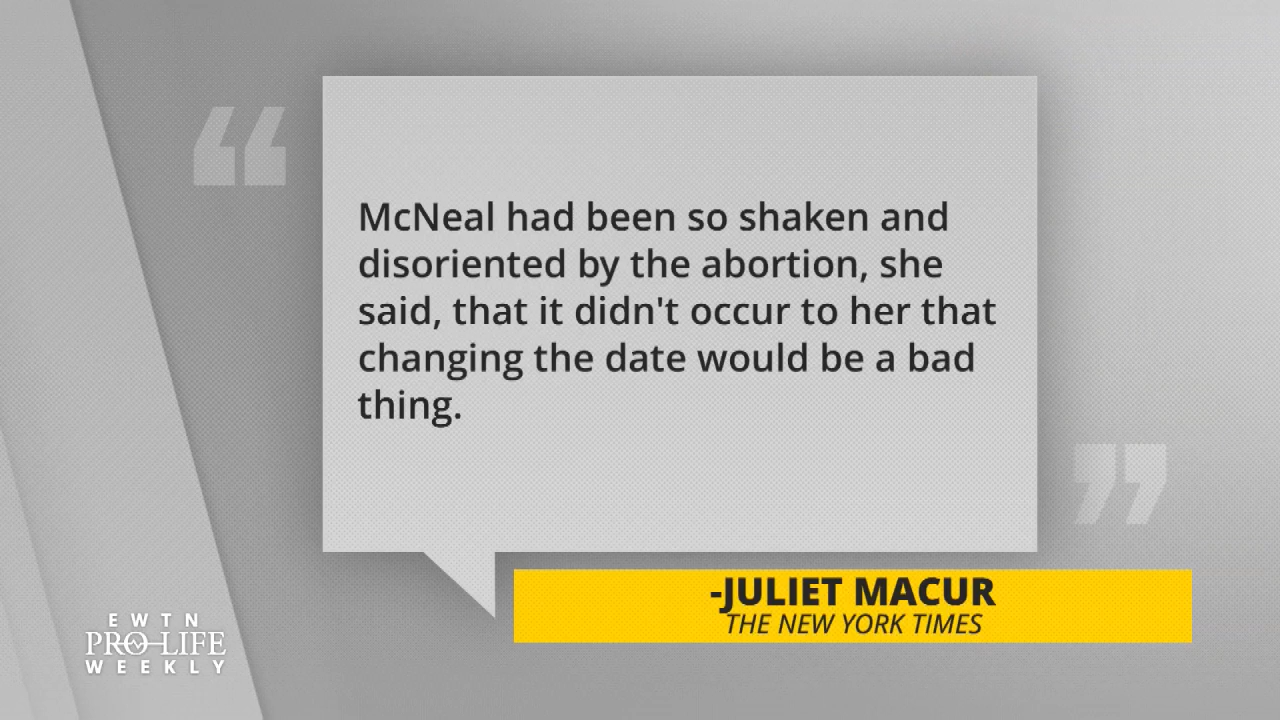 “
McNeal had been so shaken and
disoriented by the abortion, she
said, that it didn't occur to her that
changing the date would be a bad
thing.
”
-JULIET MACUR
THE NEW YORK TIMES
EWTN
PRO-LIFE
WEEKLY